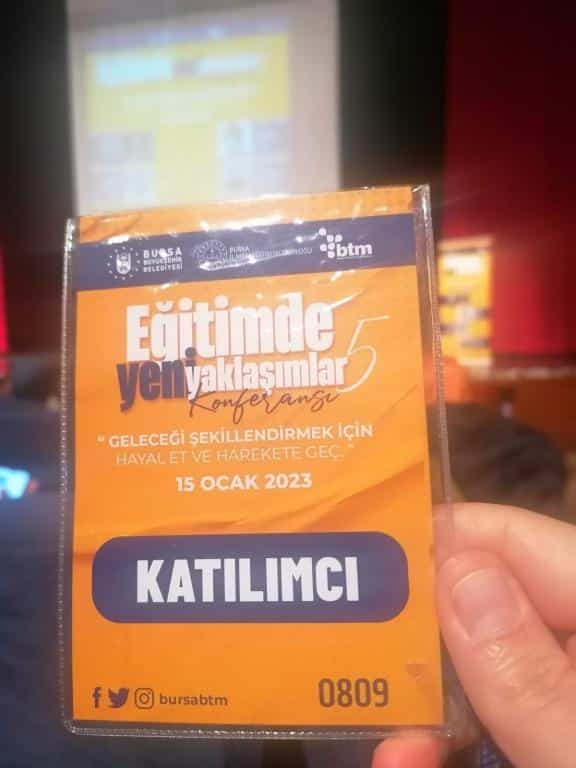 BURSA
BÜYÜKŞEHİR
BELEDİYESİ
BURSA
btm
Eğitimde
yeni yaklaşımlar 5
Konferansı
“ GELECEĞİ ŞEKİLLENDİRMEK İÇİN
HAYAL ET VE HAREKETE GEÇ. ”
15 OCAK 2023
KATILIMCI
bursabtm
0809